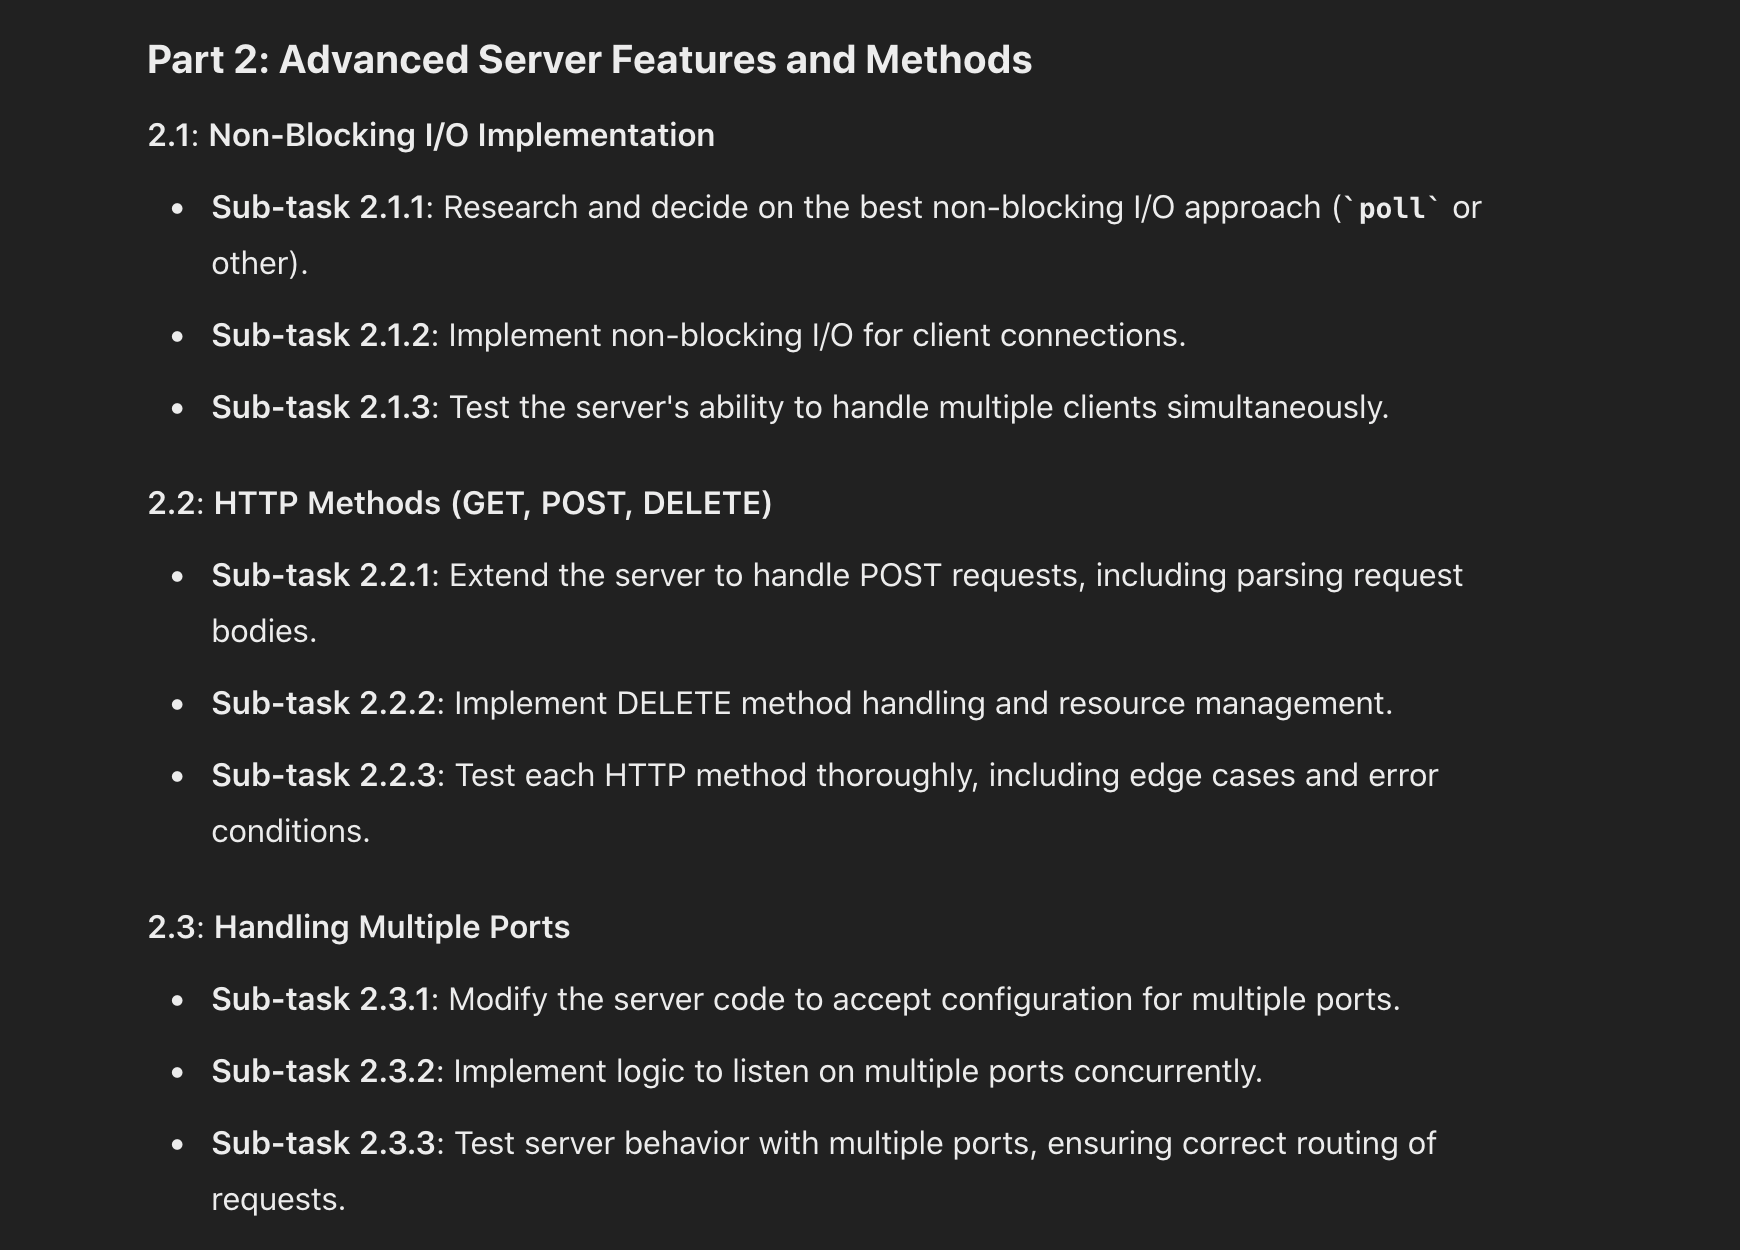 Part 2: Advanced Server Features and Methods
2.1: Non-Blocking I/O Implementation
• Sub-task 2.1.1: Research and decide on the best non-blocking I/O approach (`poll` or
other).
• Sub-task 2.1.2: Implement non-blocking I/O for client connections.
• Sub-task 2.1.3: Test the server's ability to handle multiple clients simultaneously.
2.2: HTTP Methods (GET, POST, DELETE)
• Sub-task 2.2.1: Extend the server to handle POST requests, including parsing request
bodies.
• Sub-task 2.2.2: Implement DELETE method handling and resource management.
• Sub-task 2.2.3: Test each HTTP method thoroughly, including edge cases and error
conditions.
2.3: Handling Multiple Ports
• Sub-task 2.3.1: Modify the server code to accept configuration for multiple ports.
• Sub-task 2.3.2: Implement logic to listen on multiple ports concurrently.
• Sub-task 2.3.3: Test server behavior with multiple ports, ensuring correct routing of
requests.